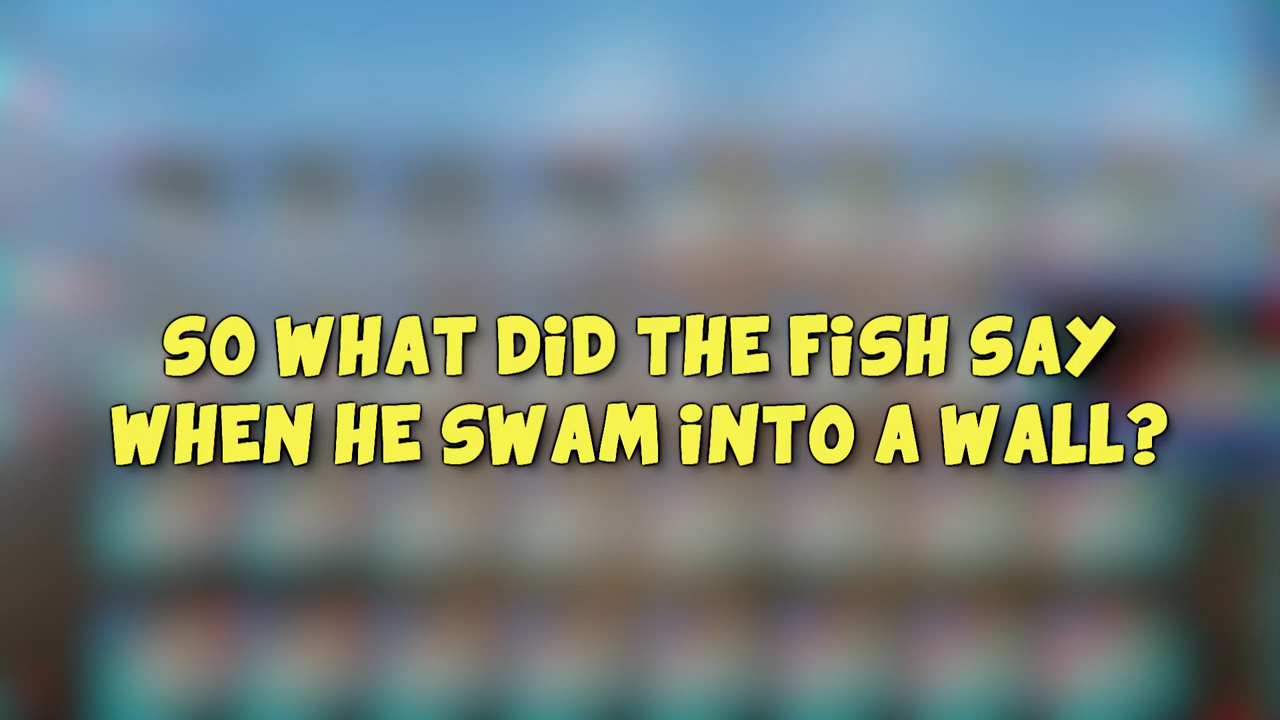 SO WHAT DiD THE FiSH SAY
WHEN HE SWAM iNTO A WALL?